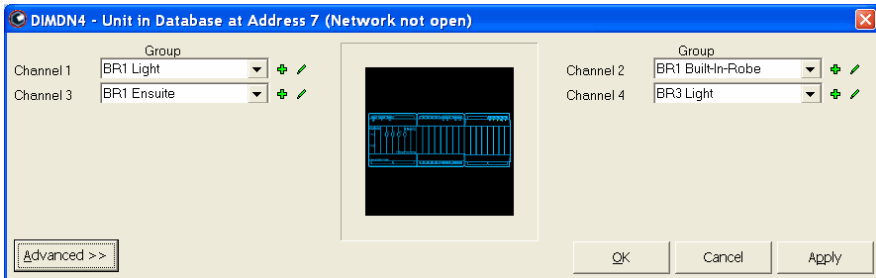 DIMDN4 - Unit in Database at Address 7 (Network not open)
Group Group
Channel 1 BR1 Light Channel 2 BR1 Built-In-Robe
Channel 3 BR1 Ensuite Channel 4 BR3 Light
Advanced >> OK Cancel Apply